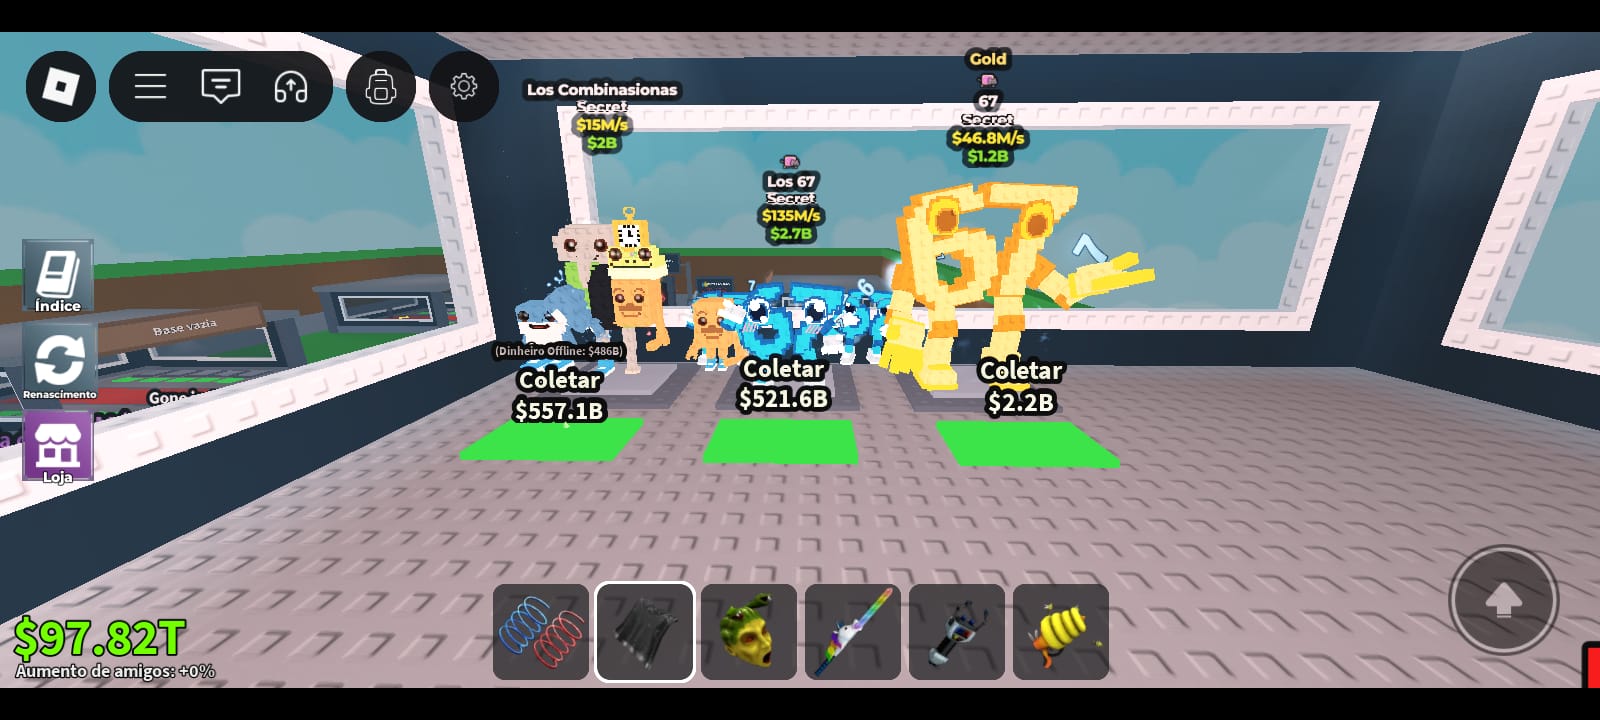 Los Combinasionas
Secret
$15M/s
$2B
Los 67
Secret
$135M/s
$2.7B
Gold
67
Secret
$46.8M/s
$1.2B
Índice
Base vazia
Renascimento
Loja
(Dinheiro Offline: $486B)
Coletar
$557.1B
Coletar
$521.6B
Coletar
$2.2B
$97.82T
Aumento de amigos: +0%